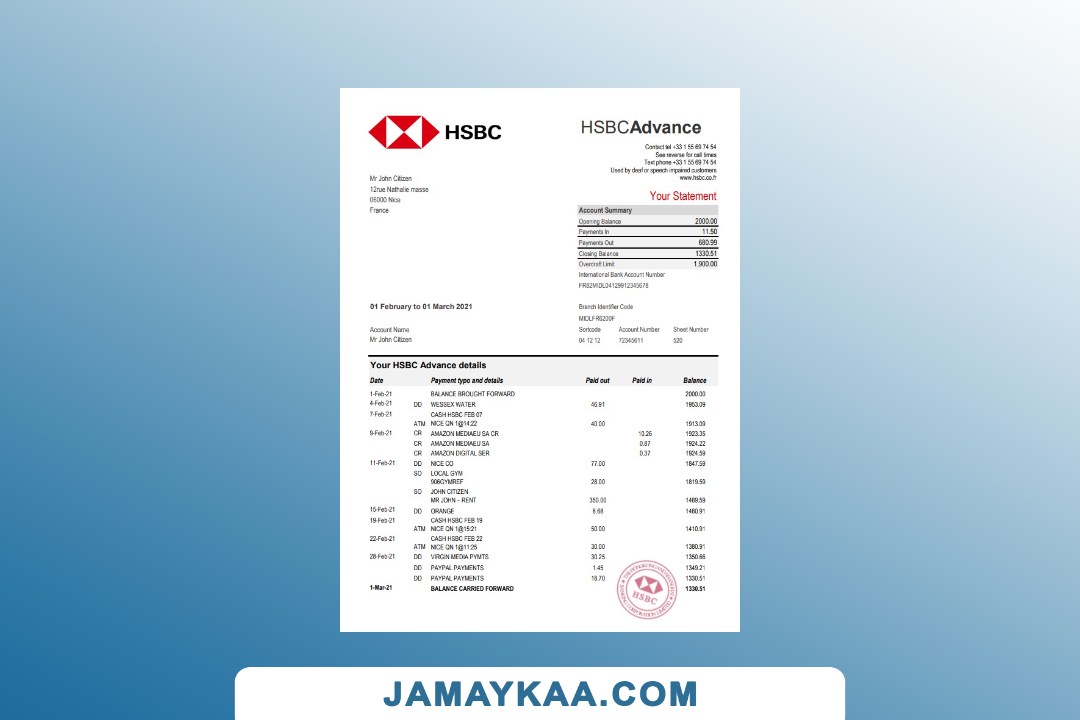 HSBC
HSBCAdvance
Contact tel +33 1 55 69 74 54
See reverse for call times
Text phone +33 1 55 69 74 54
Used by deaf or speech impaired customers
www.hsbc.co.fr
Mr John Citizen
12rue Nathalie masse
06000 Nice
France
Your Statement
Account Summary
Opening Balance 2000.00
Payments In 11.50
Payments Out 680.99
Closing Balance 1330.51
Overdraft Limit 1,900.00
International Bank Account Number
FR82MIDL04129912345678
01 February to 01 March 2021
Branch Identifier Code
MIDLFR6200F
Account Name Sortcode Account Number Sheet Number
Mr John Citizen 04 12 12 72345611 520
Your HSBC Advance details
Date Payment typo and details Paid out Paid in Balance
1-Feb-21 BALANCE BROUGHT FORWARD 2000.00
4-Feb-21 DD WESSEX WATER 46.91 1953.09
7-Feb-21 CASH HSBC FEB 07
ATM NICE QN 1@14:22 40.00 1913.09
9-Feb-21 CR AMAZON MEDIAEU SA CR 10.26 1923.35
CR AMAZON MEDIAEU SA 0.87 1924.22
CR AMAZON DIGITAL SER 0.37 1924.59
11-Feb-21 DD NICE CO 77.00 1847.59
SO LOCAL GYM
906GYMREF 28.00 1819.59
SO JOHN CITIZEN
MR JOHN – RENT 350.00 1469.59
15-Feb-21 DD ORANGE 8.68 1460.91
19-Feb-21 CASH HSBC FEB 19
ATM NICE QN 1@15:21 50.00 1410.91
22-Feb-21 CASH HSBC FEB 22
ATM NICE QN 1@11:25 30.00 1380.91
28-Feb-21 DD VIRGIN MEDIA PYMTS 30.25 1350.66
DD PAYPAL PAYMENTS 1.45 1349.21
DD PAYPAL PAYMENTS 18.70 1330.51
1-Mar-21 BALANCE CARRIED FORWARD 1330.51
HSBC
JAMAYKAA.COM